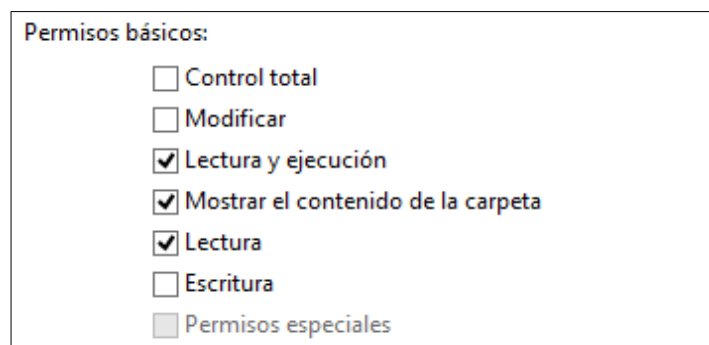 Permisos básicos:
Control total
Modificar
Lectura y ejecución
Mostrar el contenido de la carpeta
Lectura
Escritura
Permisos especiales